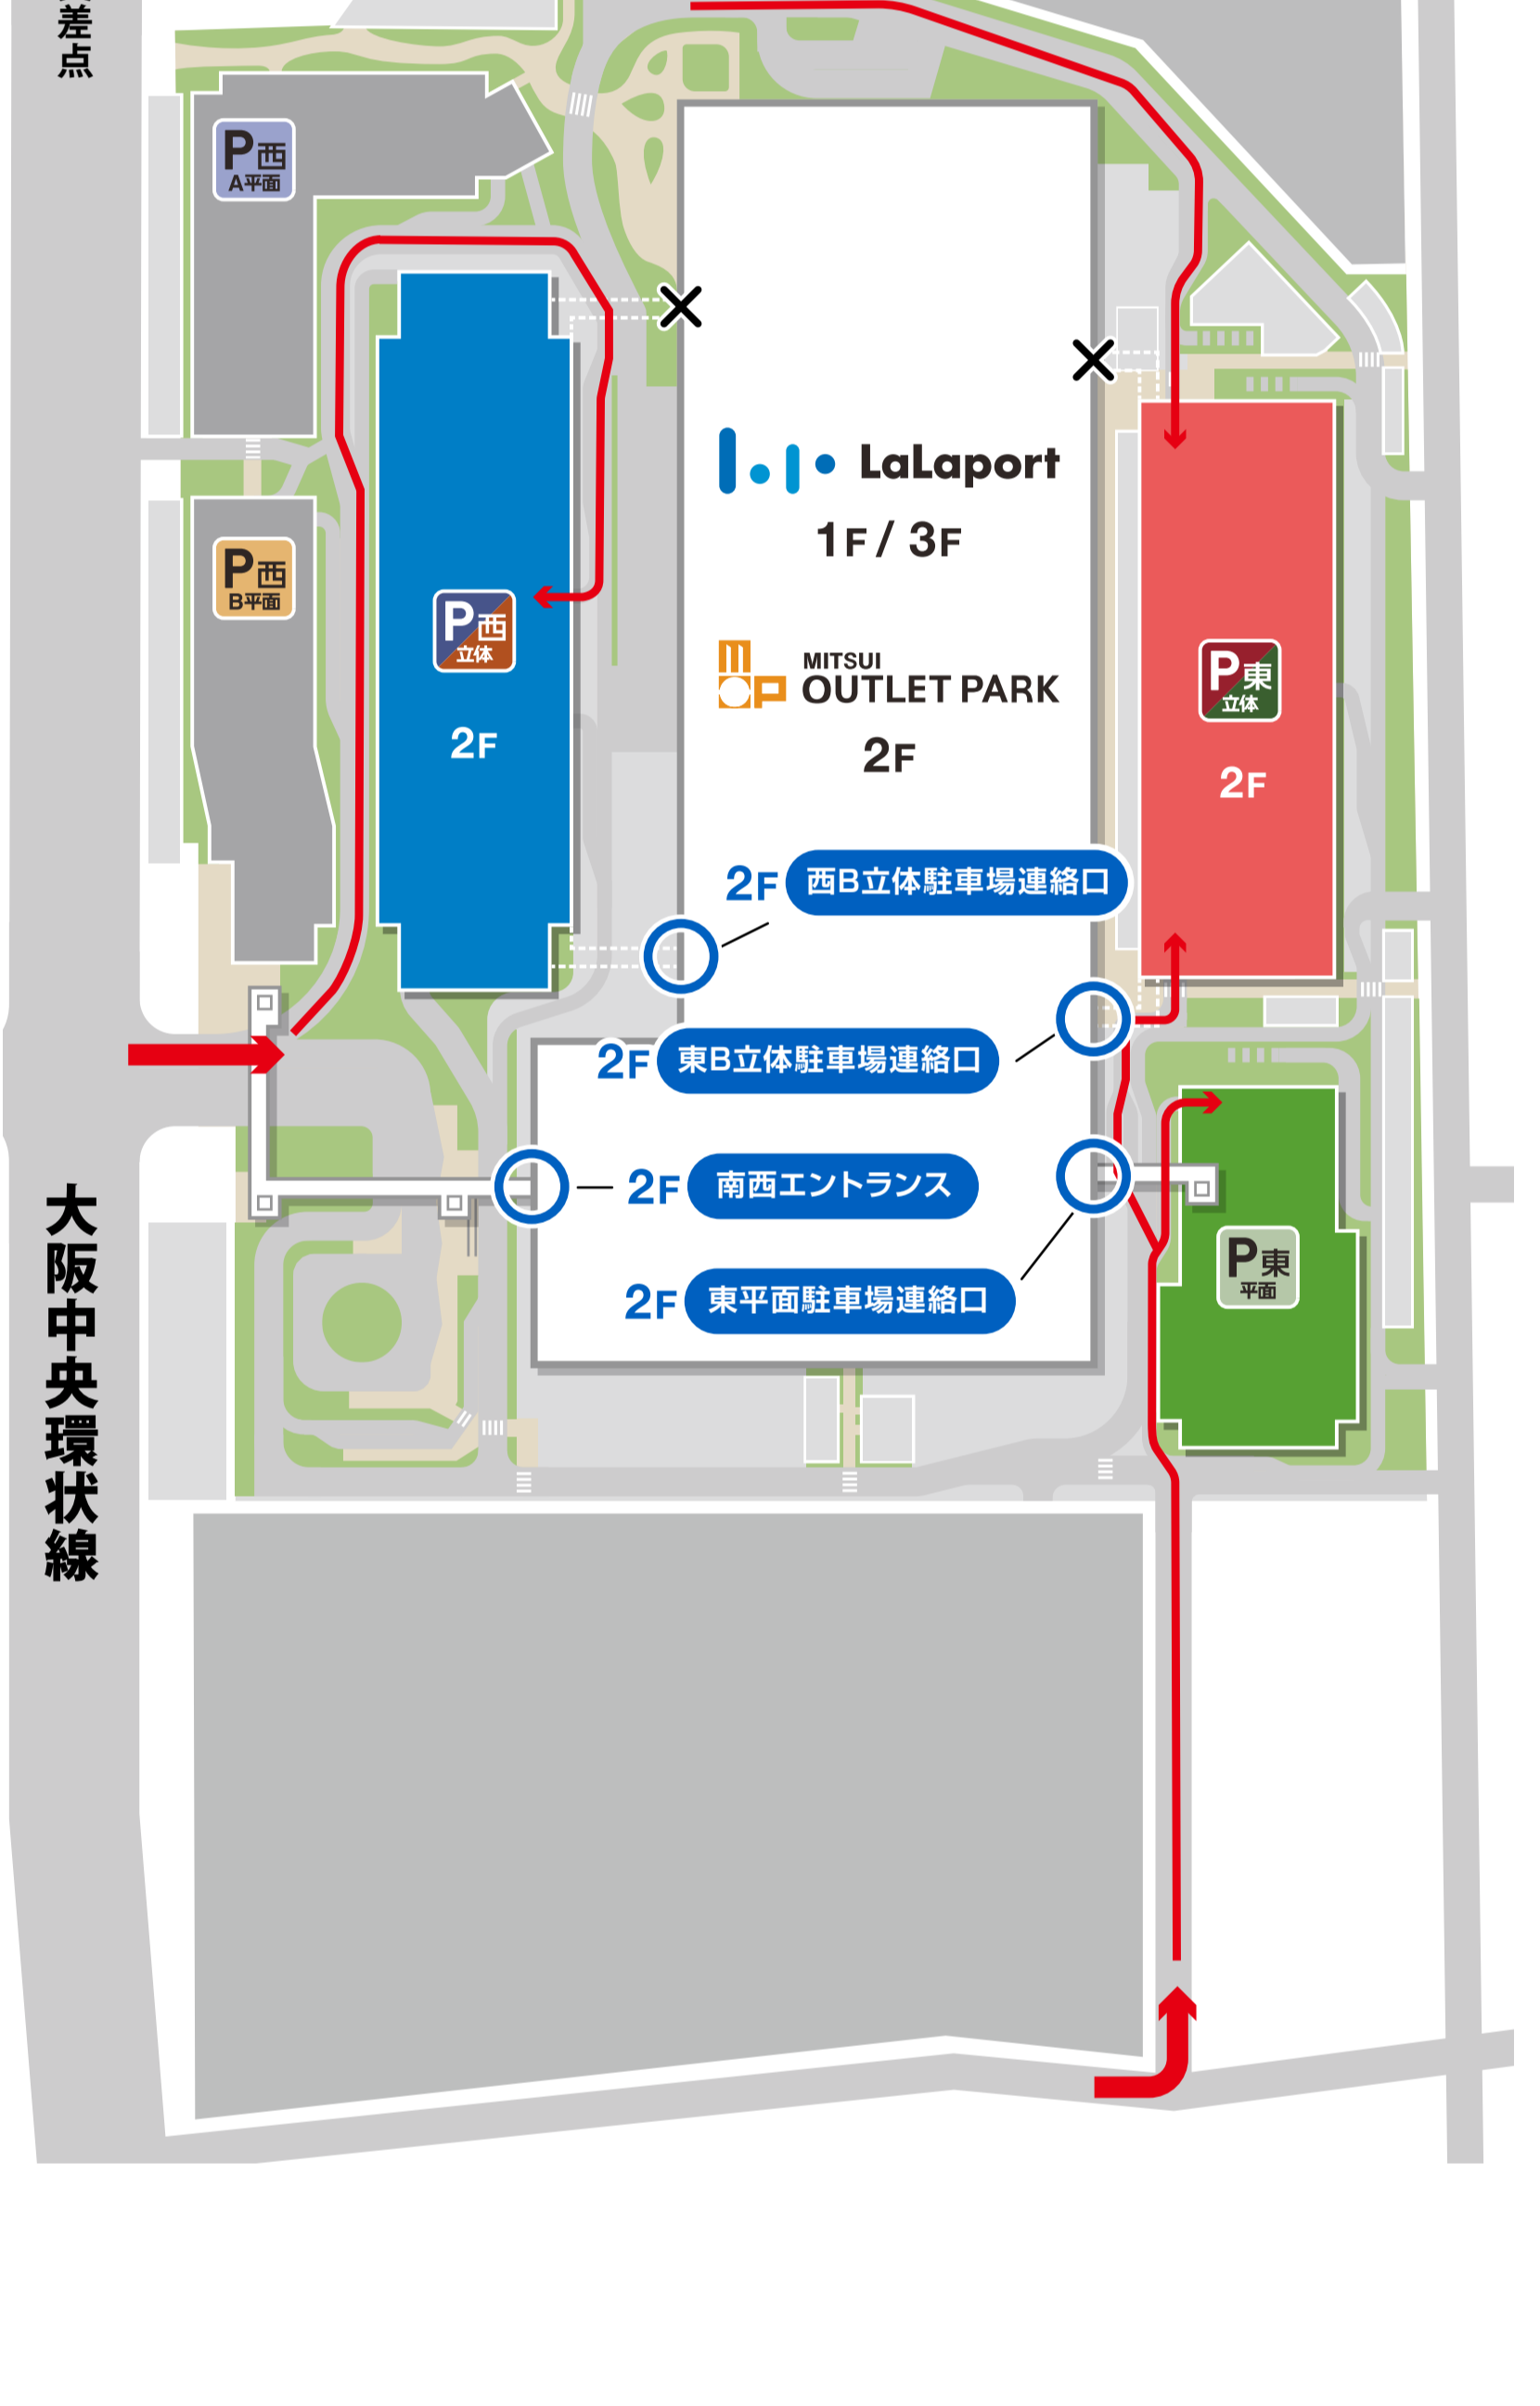 差点
P西
A平面
P西
B平面
P西
立体
2F
LaLaport
1F / 3F
MITSUI
OUTLET PARK
2F
P東
立体
2F
2F 西B立体駐車場連絡口
2F 東B立体駐車場連絡口
2F 南西エントランス
2F 東平面駐車場連絡口
P東
平面
大阪中央環状線